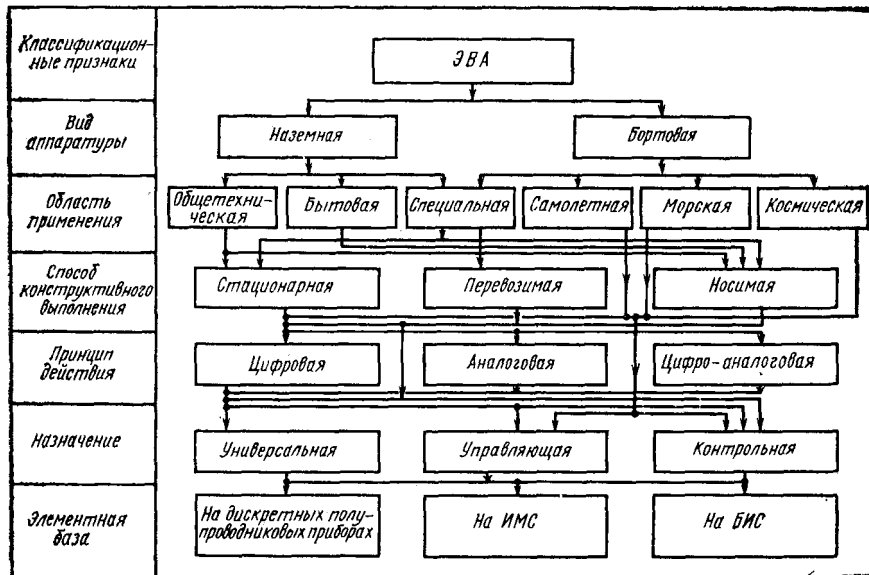 Классификацион-
ные признаки
ЭВА
Вид
аппаратуры
Наземная
Бортовая
Область
применения
Общетехни-
ческая
Бытовая
Специальная
Самолетная
Морская
Космическая
Способ
конструктивного
выполнения
Стационарная
Перевозимая
Носимая
Принцип
действия
Цифровая
Аналоговая
Цифро-аналоговая
Назначение
Универсальная
Управляющая
Контрольная
Элементная
база
На дискретных полу-
проводниковых приборах
На ИМС
На БИС